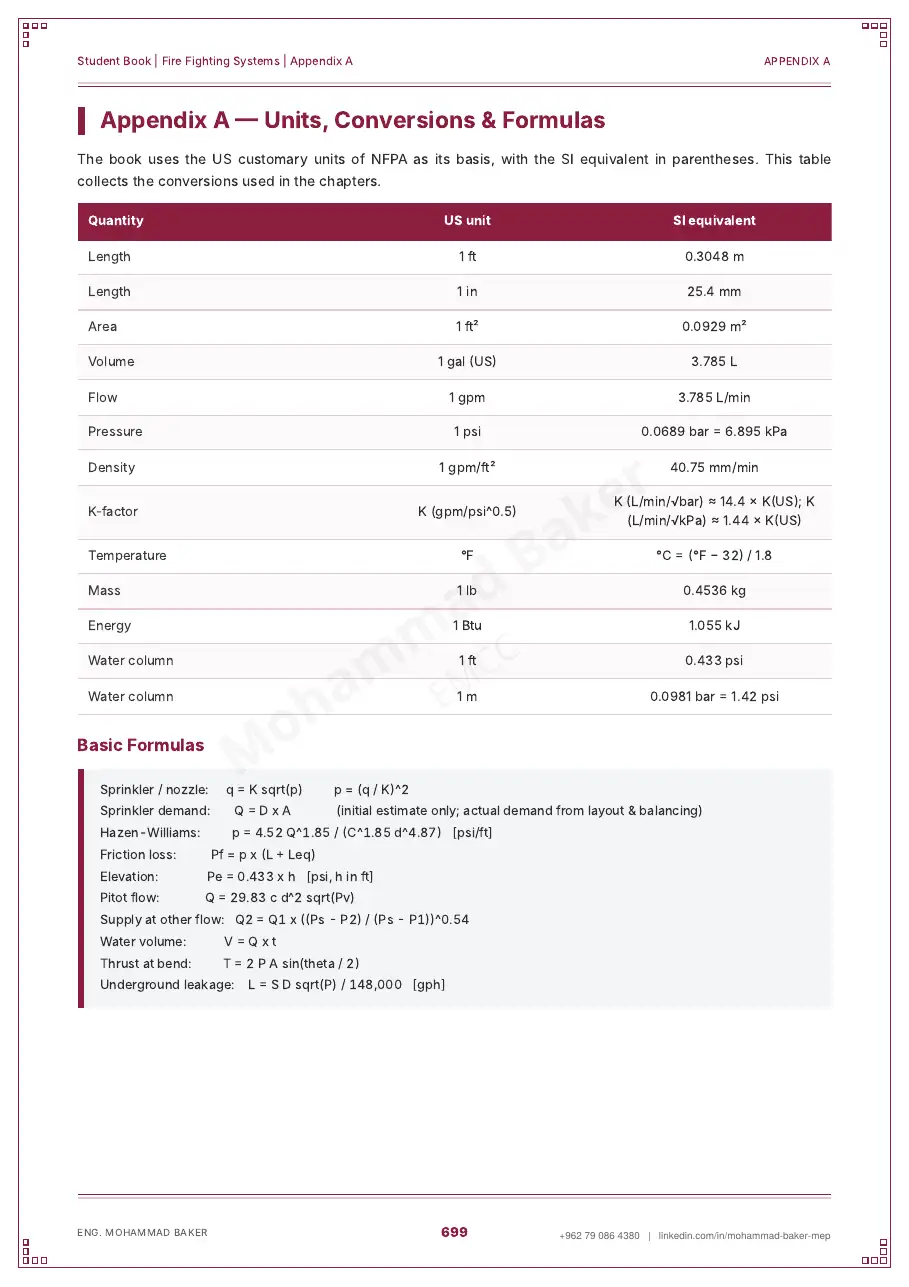 Student Book | Fire Fighting Systems | Appendix A
APPENDIX A
Appendix A — Units, Conversions & Formulas
The book uses the US customary units of NFPA as its basis, with the SI equivalent in parentheses. This table
collects the conversions used in the chapters.
Quantity US unit SI equivalent
Length 1 ft 0.3048 m
Length 1 in 25.4 mm
Area 1 ft² 0.0929 m²
Volume 1 gal (US) 3.785 L
Flow 1 gpm 3.785 L/min
Pressure 1 psi 0.0689 bar = 6.895 kPa
Density 1 gpm/ft² 40.75 mm/min
K-factor K (gpm/psi^0.5) K (L/min/√bar) ≈ 14.4 × K(US); K
(L/min/√kPa) ≈ 1.44 × K(US)
Temperature °F °C = (°F − 32) / 1.8
Mass 1 lb 0.4536 kg
Energy 1 Btu 1.055 kJ
Water column 1 ft 0.433 psi
Water column 1 m 0.0981 bar = 1.42 psi
Mohammad Baker
EMCC
Basic Formulas
Sprinkler / nozzle: q = K sqrt(p) p = (q / K)^2
Sprinkler demand: Q = D x A (initial estimate only; actual demand from layout & balancing)
Hazen-Williams: p = 4.52 Q^1.85 / (C^1.85 d^4.87) [psi/ft]
Friction loss: Pf = p x (L + Leq)
Elevation: Pe = 0.433 x h [psi, h in ft]
Pitot flow: Q = 29.83 c d^2 sqrt(Pv)
Supply at other flow: Q2 = Q1 x ((Ps - P2) / (Ps - P1))^0.54
Water volume: V = Q x t
Thrust at bend: T = 2 P A sin(theta / 2)
Underground leakage: L = S D sqrt(P) / 148,000 [gph]
ENG. MOHAMMAD BAKER
699
+962 79 086 4380 | linkedin.com/in/mohammad-baker-mep